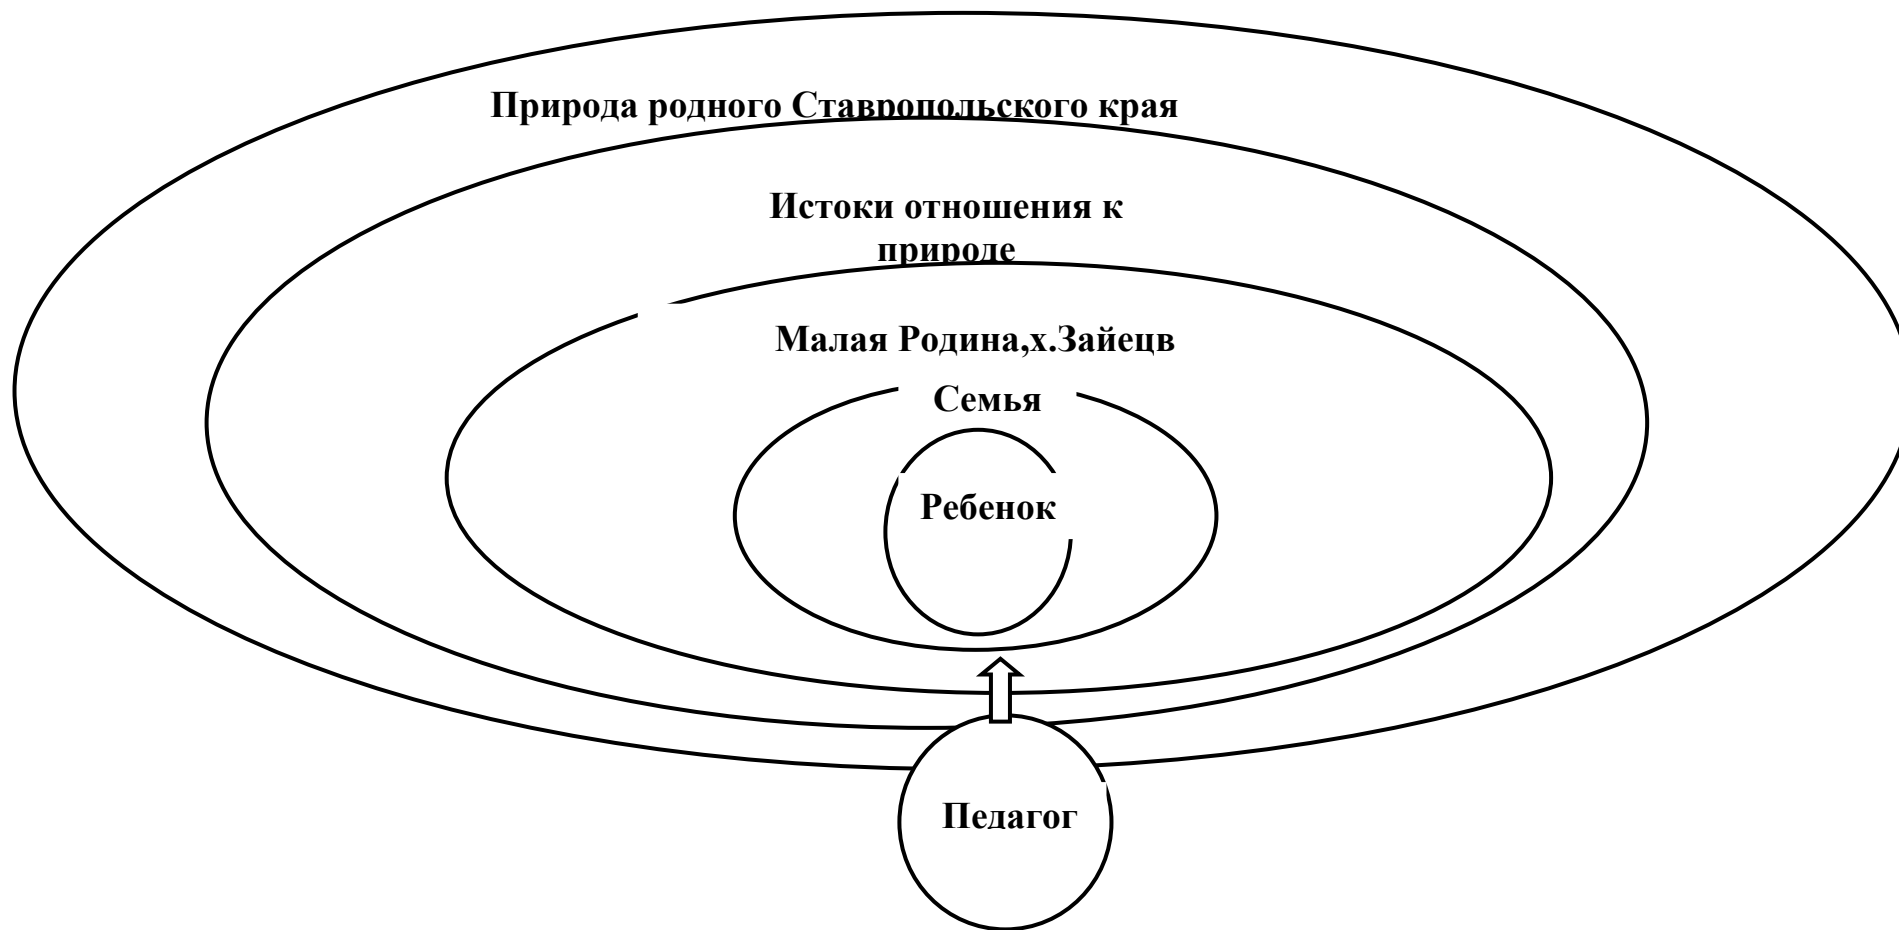 Природа родного Ставропольского края
Истоки отношения к
природе
Малая Родина,х.Зайецв
Семья
Ребенок
Педагог